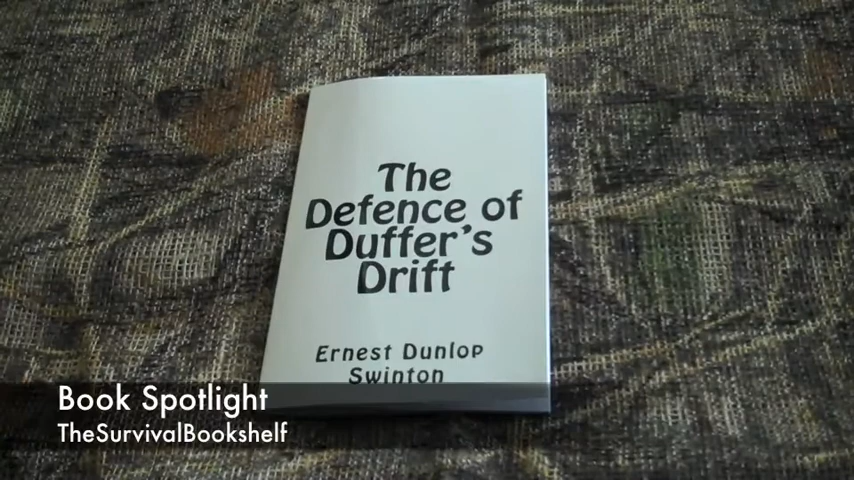 The
Defence of
Duffer's
Drift
Ernest Dunlop
Swinton
Book Spotlight
TheSurvivalBookshelf